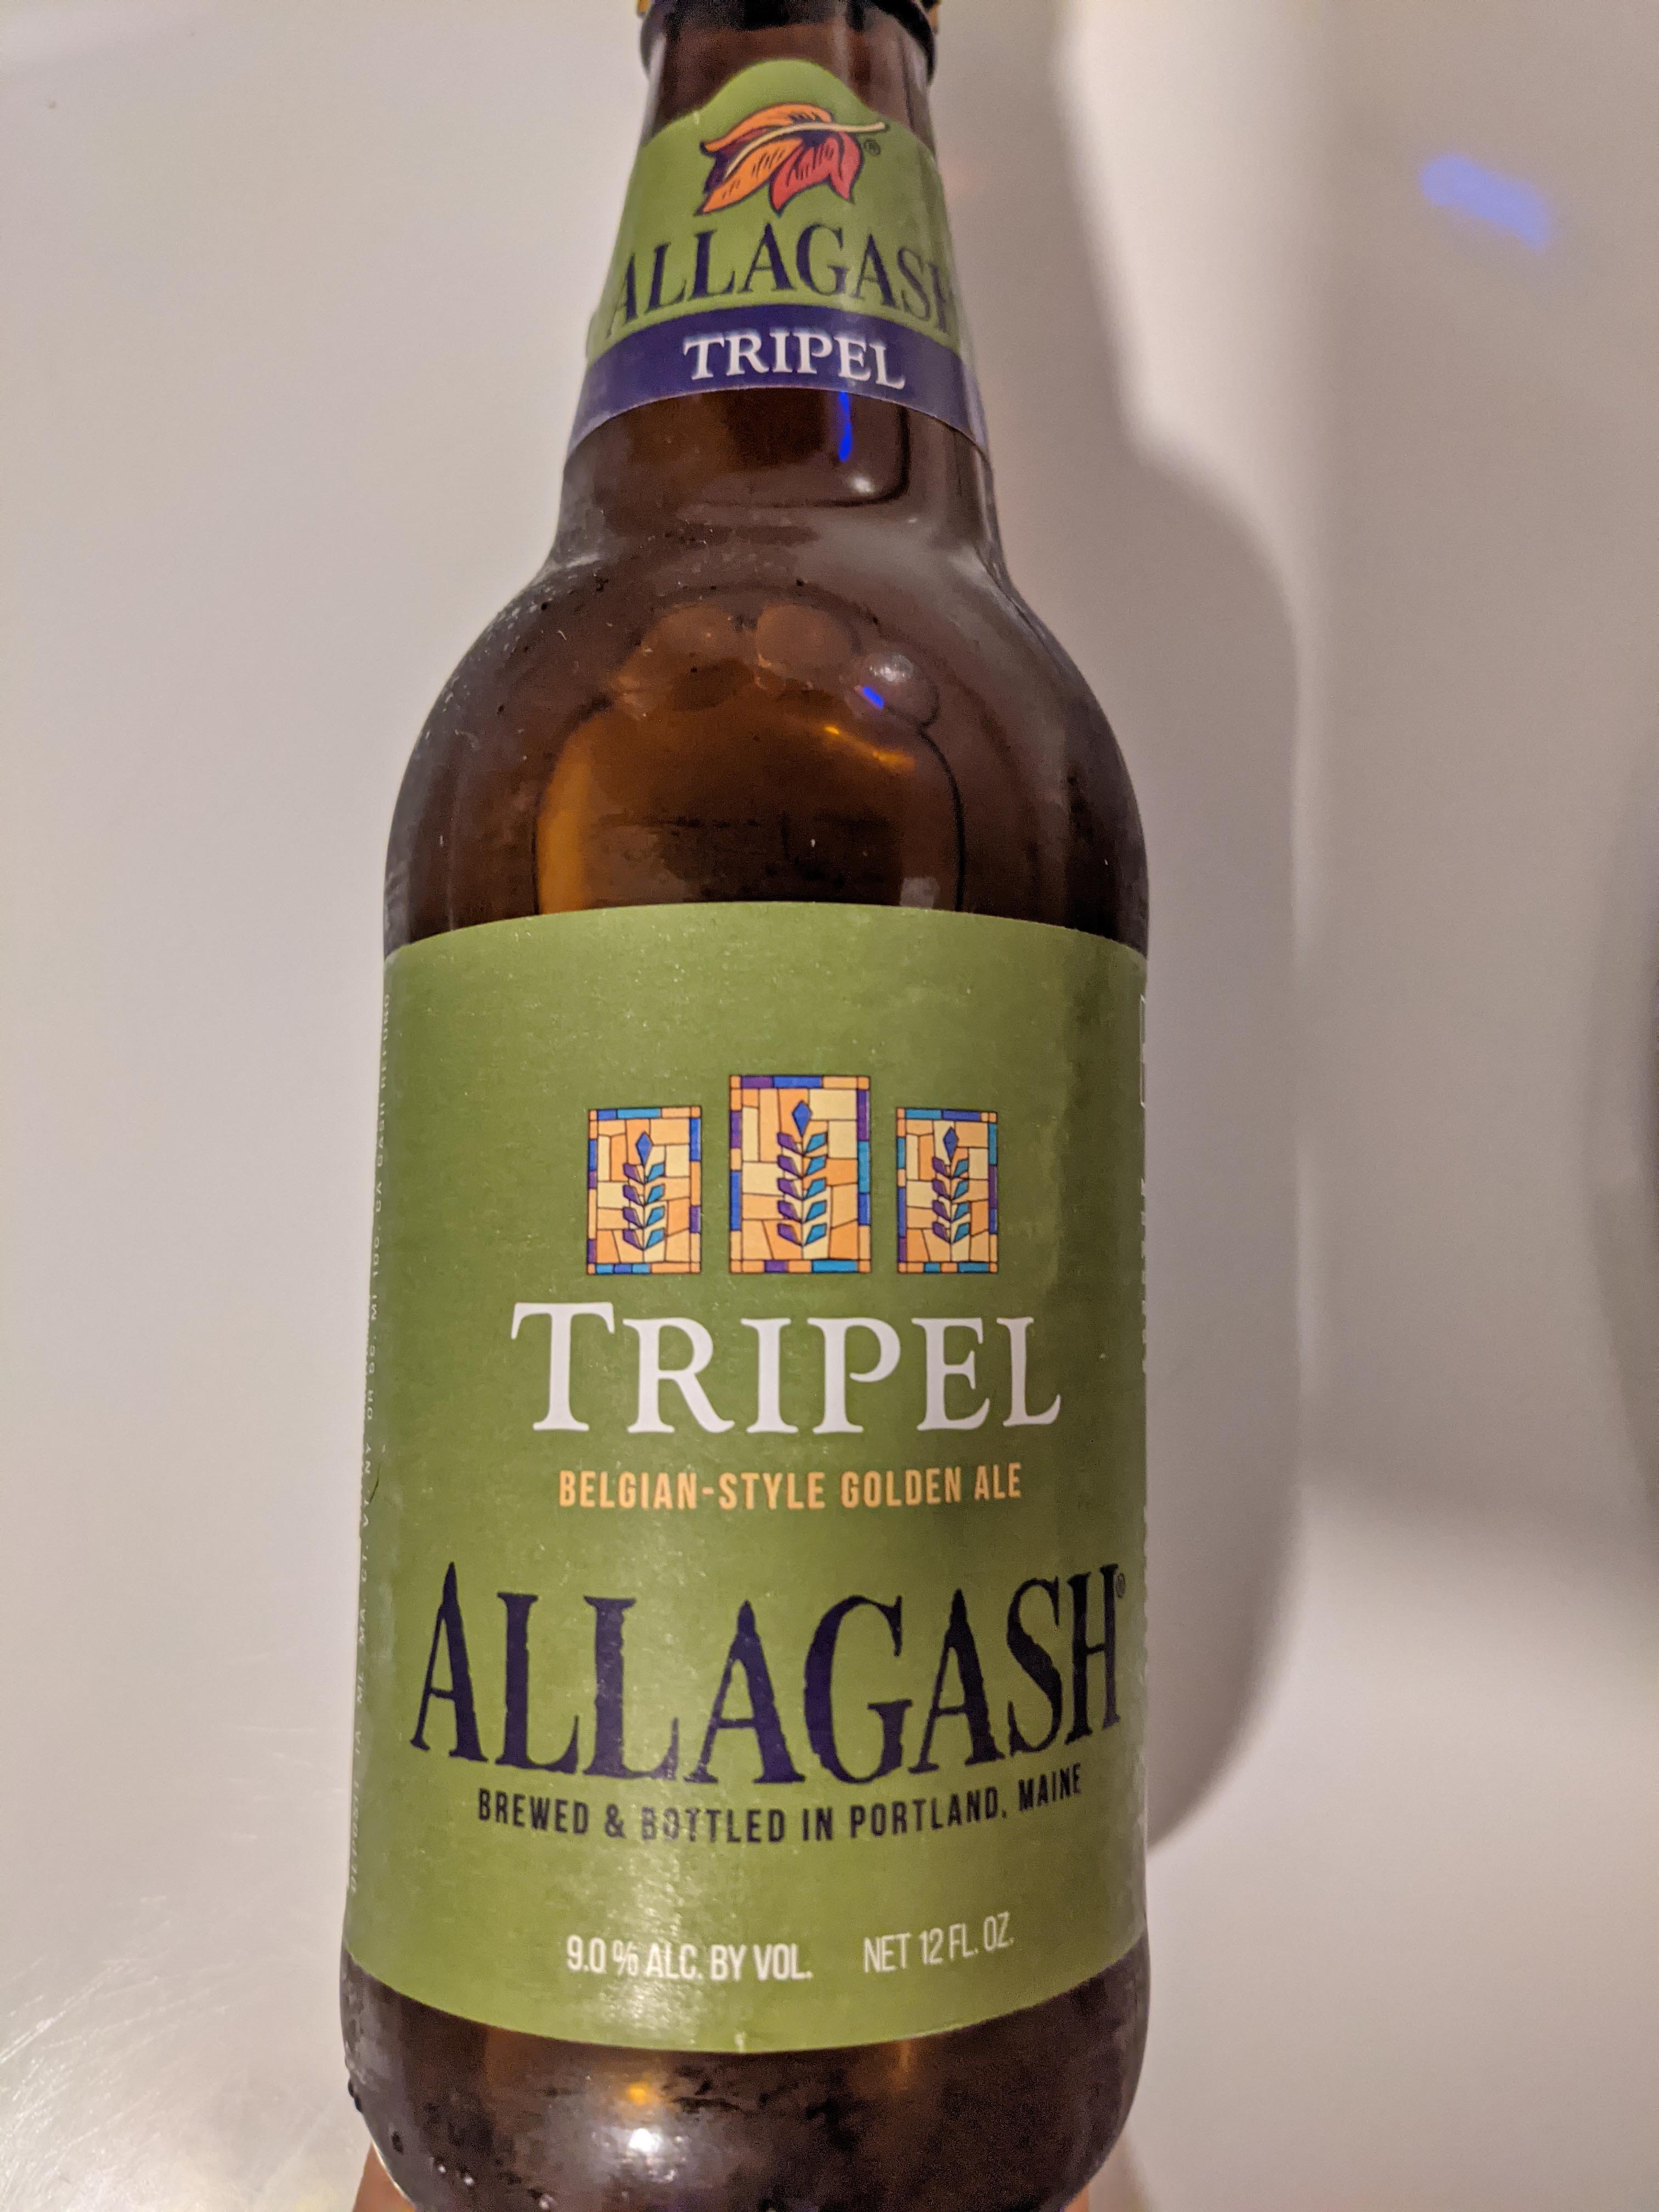 ALLAGASH
TRIPEL
TRIPEL
BELGIAN-STYLE GOLDEN ALE
ALLAGASH®
BREWED & BOTTLED IN PORTLAND, MAINE
9.0% ALC. BY VOL. NET 12 FL. OZ.